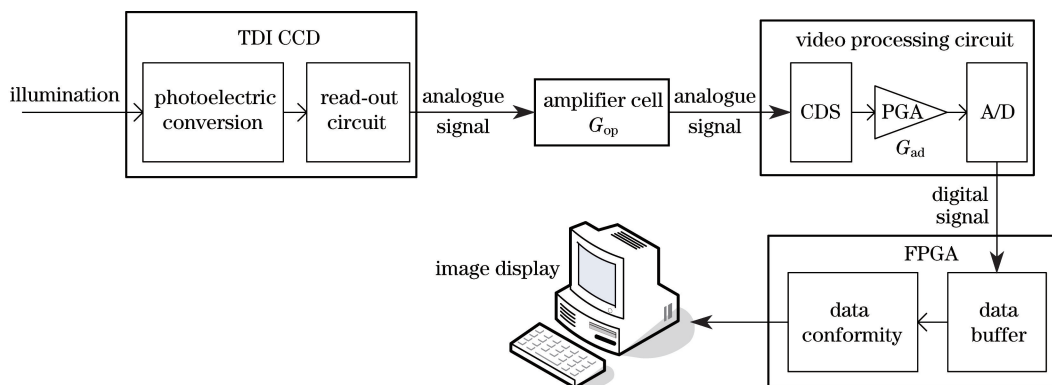 TDI CCD
illumination
photoelectric
conversion
read-out
circuit
analogue
signal
amplifier cell
G_op
analogue
signal
video processing circuit
CDS
PGA
G_ad
A/D
digital
signal
FPGA
data
buffer
data
conformity
image display